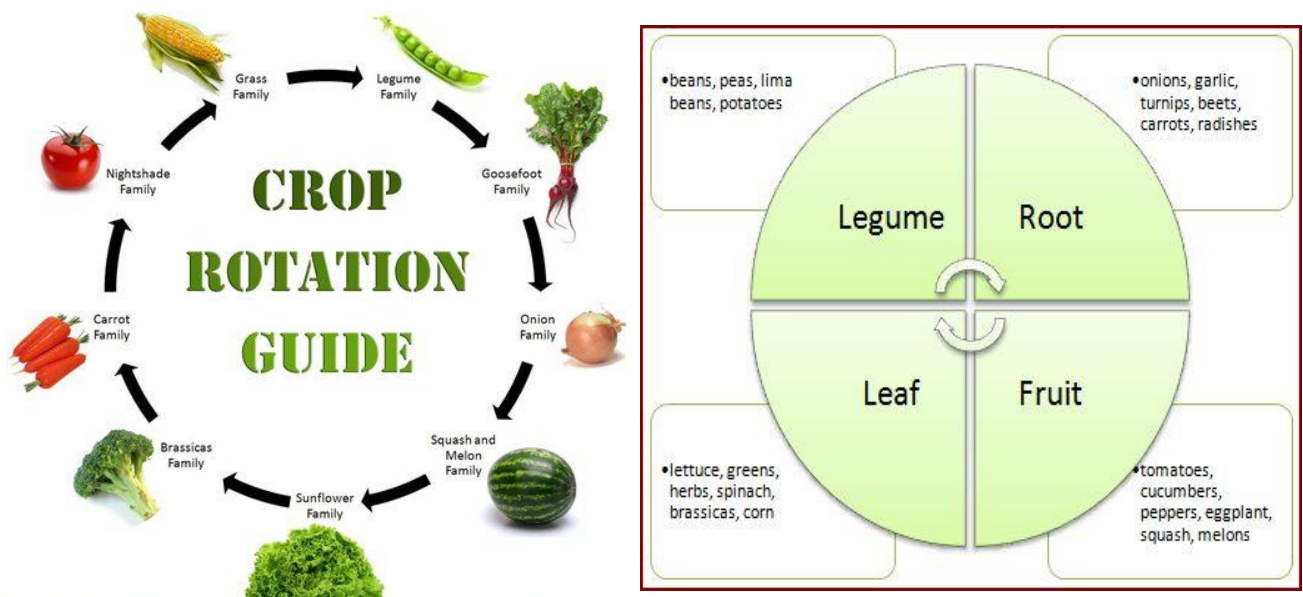 Grass
Family
Legume
Family
Goosefoot
Family
Onion
Family
Squash and
Melon
Family
Sunflower
Family
Brassicas
Family
Carrot
Family
Nightshade
Family
CROP
ROTATION
GUIDE
•beans, peas, lima
beans, potatoes
•onions, garlic,
turnips, beets,
carrots, radishes
Legume
Root
Leaf
Fruit
•lettuce, greens,
herbs, spinach,
brassicas, corn
•tomatoes,
cucumbers,
peppers, eggplant,
squash, melons